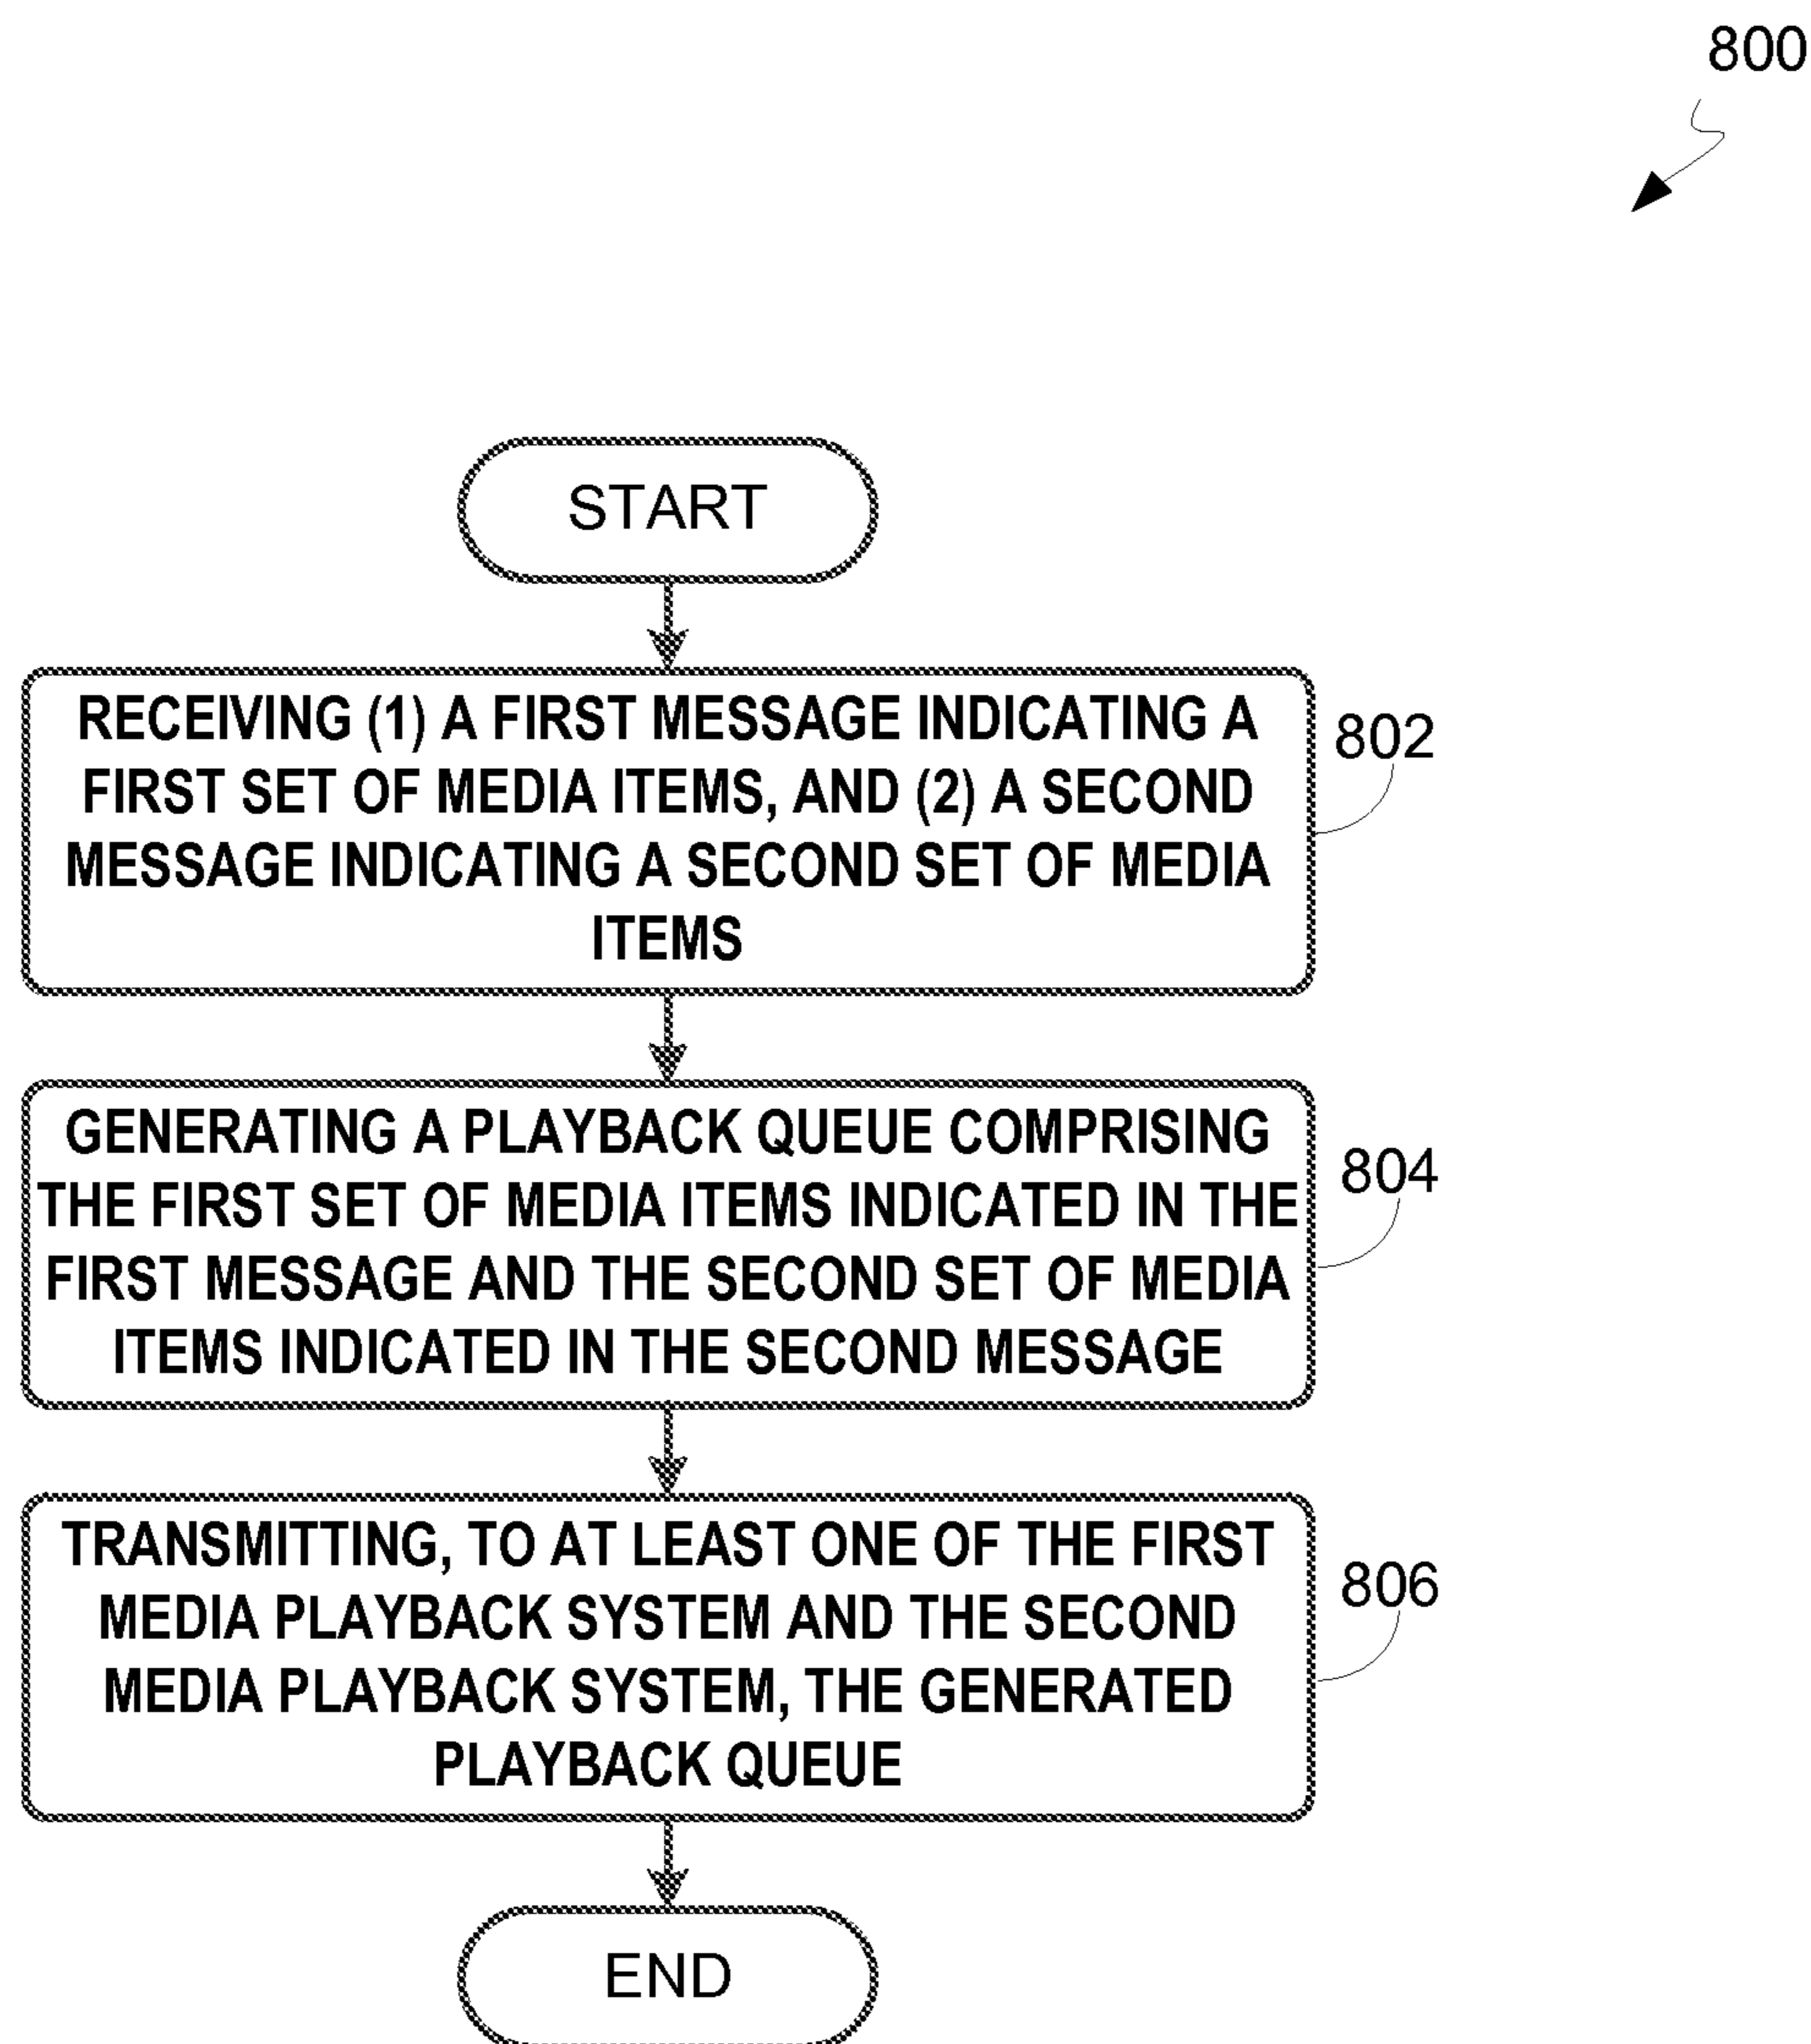 800
START
RECEIVING (1) A FIRST MESSAGE INDICATING A
FIRST SET OF MEDIA ITEMS, AND (2) A SECOND
MESSAGE INDICATING A SECOND SET OF MEDIA
ITEMS
802
GENERATING A PLAYBACK QUEUE COMPRISING
THE FIRST SET OF MEDIA ITEMS INDICATED IN THE
FIRST MESSAGE AND THE SECOND SET OF MEDIA
ITEMS INDICATED IN THE SECOND MESSAGE
804
TRANSMITTING, TO AT LEAST ONE OF THE FIRST
MEDIA PLAYBACK SYSTEM AND THE SECOND
MEDIA PLAYBACK SYSTEM, THE GENERATED
PLAYBACK QUEUE
806
END